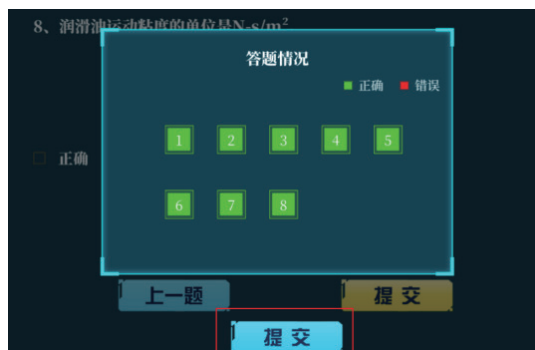 8、润滑油运动粘度的单位是N-s/m²
答题情况
正确 错误
1 2 3 4 5
正确
6 7 8
上一题 提交
提交